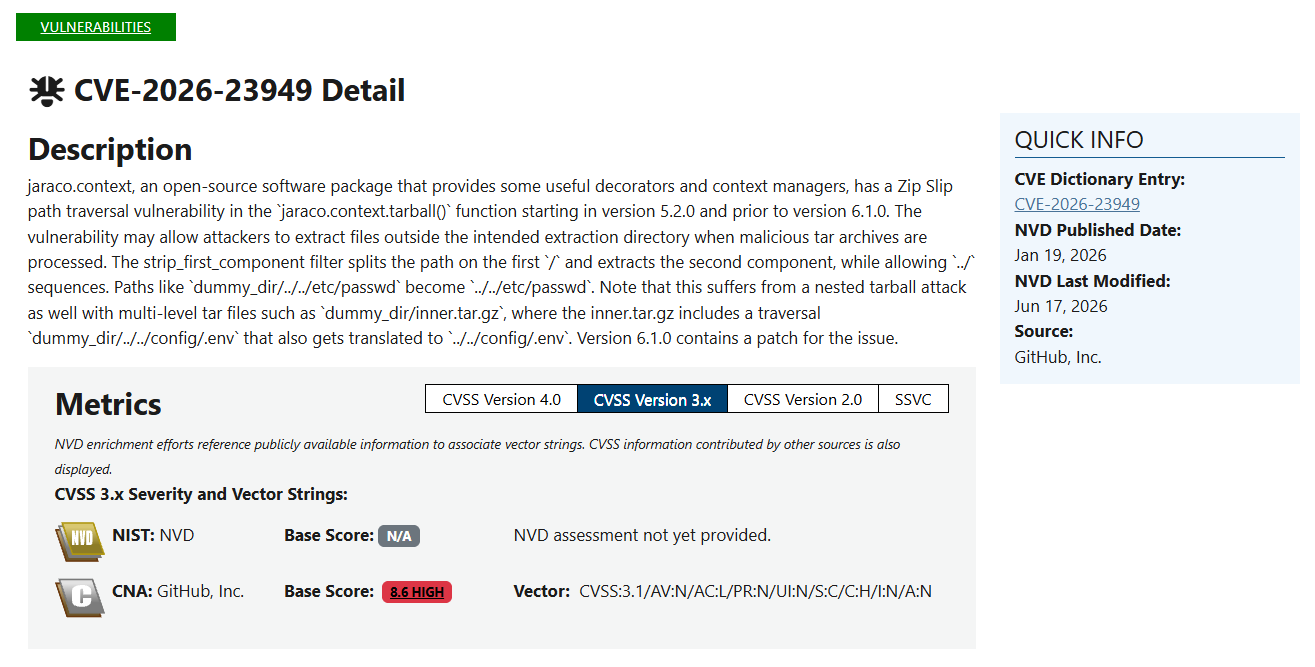 VULNERABILITIES
CVE-2026-23949 Detail
Description
jaraco.context, an open-source software package that provides some useful decorators and context managers, has a Zip Slip
path traversal vulnerability in the `jaraco.context.tarball()` function starting in version 5.2.0 and prior to version 6.1.0. The
vulnerability may allow attackers to extract files outside the intended extraction directory when malicious tar archives are
processed. The strip_first_component filter splits the path on the first `/` and extracts the second component, while allowing `../`
sequences. Paths like `dummy_dir/../../etc/passwd` become `../../etc/passwd`. Note that this suffers from a nested tarball attack
as well with multi-level tar files such as `dummy_dir/inner.tar.gz`, where the inner.tar.gz includes a traversal
`dummy_dir/../../config/.env` that also gets translated to `../../config/.env`. Version 6.1.0 contains a patch for the issue.
Metrics
CVSS Version 4.0 CVSS Version 3.x CVSS Version 2.0 SSVC
NVD enrichment efforts reference publicly available information to associate vector strings. CVSS information contributed by other sources is also
displayed.
CVSS 3.x Severity and Vector Strings:
NVD NIST: NVD Base Score: N/A NVD assessment not yet provided.
C CNA: GitHub, Inc. Base Score: 8.6 HIGH Vector: CVSS:3.1/AV:N/AC:L/PR:N/UI:N/S:C/C:H/I:N/A:N
QUICK INFO
CVE Dictionary Entry:
CVE-2026-23949
NVD Published Date:
Jan 19, 2026
NVD Last Modified:
Jun 17, 2026
Source:
GitHub, Inc.